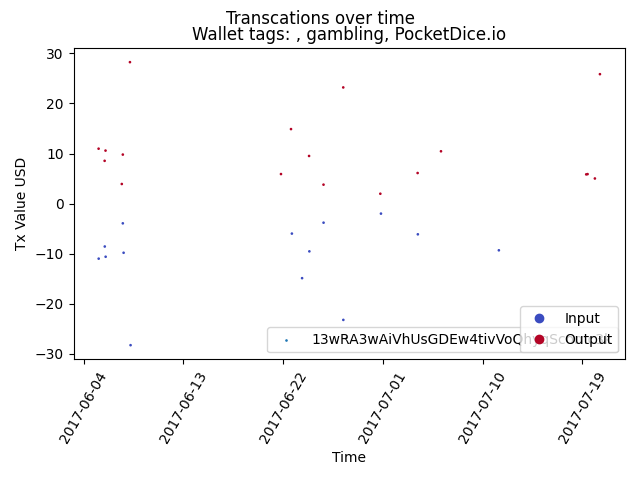 Transcations over time
Wallet tags: , gambling, PocketDice.io
Tx Value USD
30
20
10
0
−10
−20
−30
Input
Output
2017-06-04
2017-06-13
2017-06-22
2017-07-01
2017-07-10
2017-07-19
Time